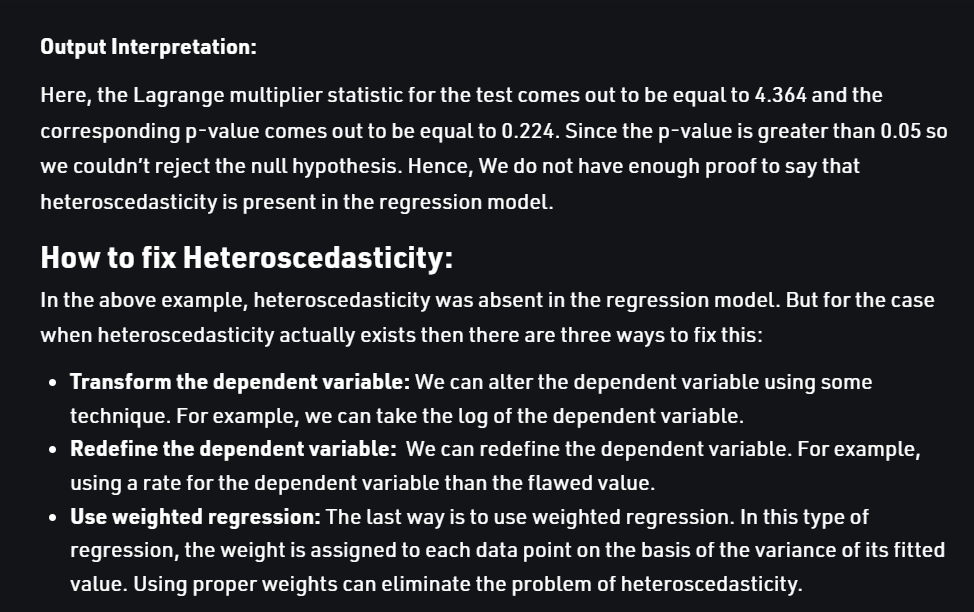 Output Interpretation:
Here, the Lagrange multiplier statistic for the test comes out to be equal to 4.364 and the
corresponding p-value comes out to be equal to 0.224. Since the p-value is greater than 0.05 so
we couldn't reject the null hypothesis. Hence, We do not have enough proof to say that
heteroscedasticity is present in the regression model.
How to fix Heteroscedasticity:
In the above example, heteroscedasticity was absent in the regression model. But for the case
when heteroscedasticity actually exists then there are three ways to fix this:
• Transform the dependent variable: We can alter the dependent variable using some
technique. For example, we can take the log of the dependent variable.
• Redefine the dependent variable: We can redefine the dependent variable. For example,
using a rate for the dependent variable than the flawed value.
• Use weighted regression: The last way is to use weighted regression. In this type of
regression, the weight is assigned to each data point on the basis of the variance of its fitted
value. Using proper weights can eliminate the problem of heteroscedasticity.